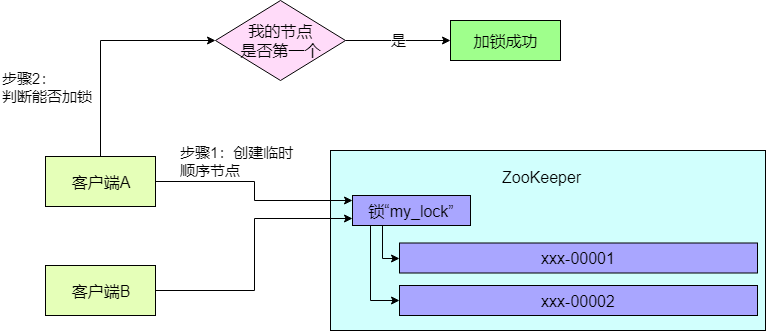 我的节点
是否第一个
是
加锁成功
步骤2：
判断能否加锁
步骤1：创建临时
顺序节点
客户端A
ZooKeeper
锁“my_lock”
xxx-00001
客户端B
xxx-00002